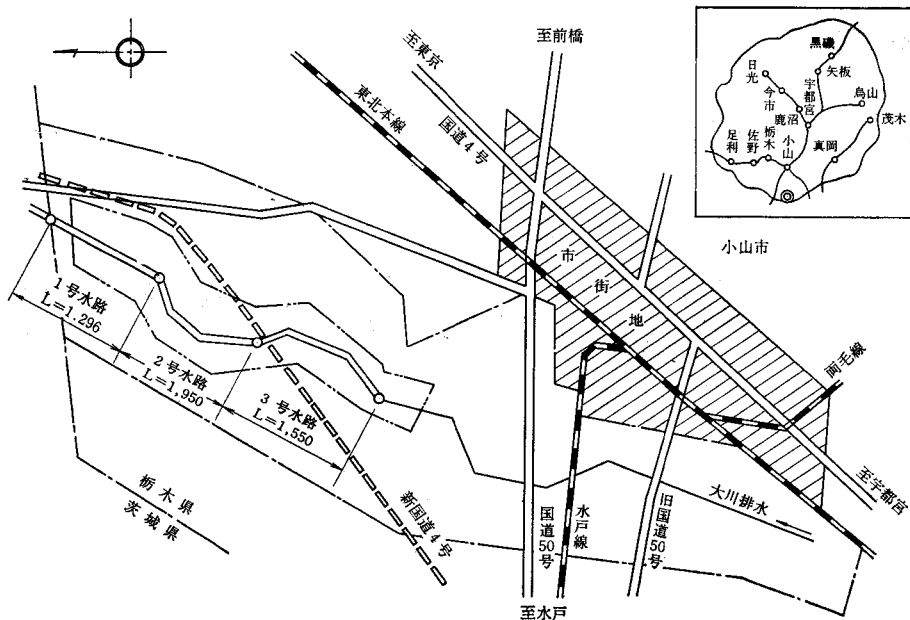 至東京
至前橋
東北本線
国道4号
市街地
小山市
1号水路
L=1.296
2号水路
L=1,950
3号水路
L=1,550
栃木県
茨城県
新国道4号
国道50号
水戸線
旧国道50号
大川排水
両毛線
至宇都宮
至水戸
黒磯
日光
矢板
今市
宇都宮
烏山
鹿沼
茂木
足利
佐野
栃木
小山
真岡